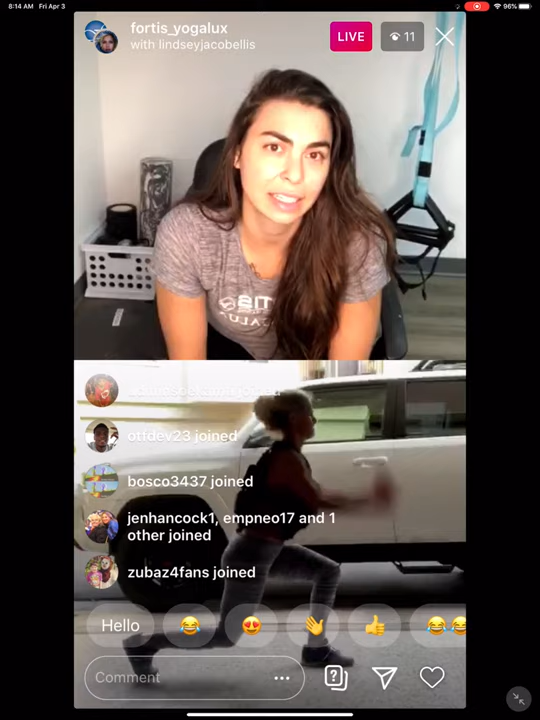 8:14 AM Fri Apr 3
96%
fortis_yogalux
with lindseyjacobellis
LIVE
11
otfdev23 joined
bosco3437 joined
jenhancock1, empneo17 and 1
other joined
zubaz4fans joined
Hello
Comment